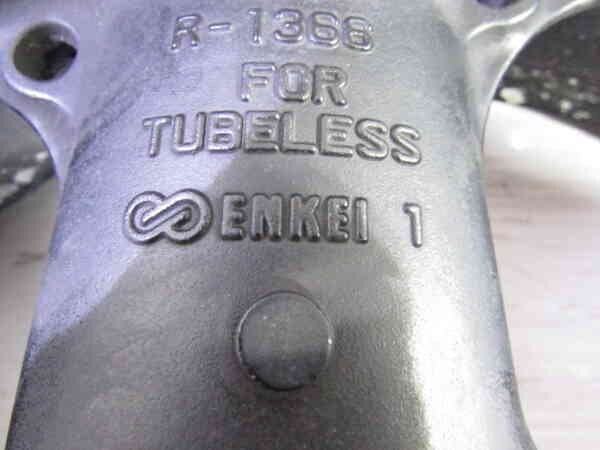 R-1366
FOR
TUBELESS
ENKEI 1